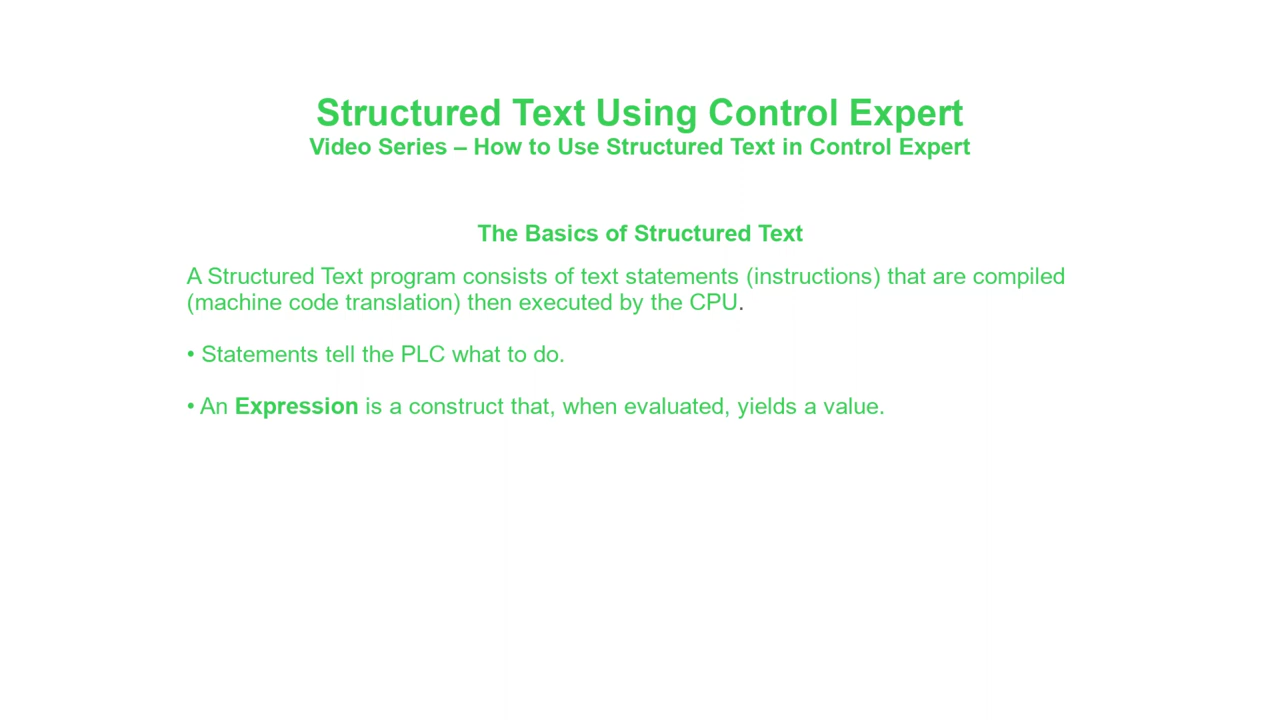 Structured Text Using Control Expert
Video Series – How to Use Structured Text in Control Expert
The Basics of Structured Text
A Structured Text program consists of text statements (instructions) that are compiled
(machine code translation) then executed by the CPU.
• Statements tell the PLC what to do.
• An Expression is a construct that, when evaluated, yields a value.